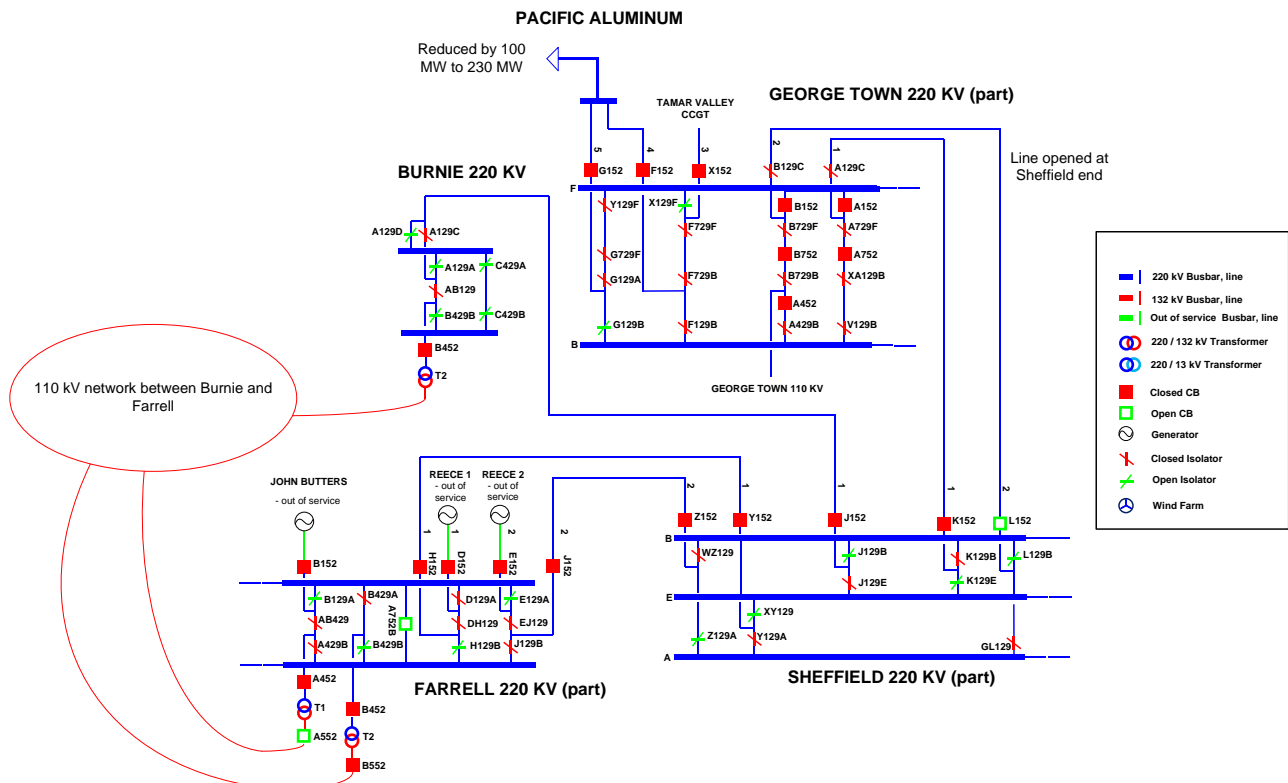 PACIFIC ALUMINUM
Reduced by 100
MW to 230 MW
GEORGE TOWN 220 KV (part)
TAMAR VALLEY
CCGT
5
4
3
2
1
G152
F152
X152
B129C
A129C
Line opened at
Sheffield end
F
Y129F
X129F
B152
A152
F729F
B729F
A729F
G729F
B752
A752
G129A
F729B
B729B
XA129B
A452
G129B
F129B
A429B
V129B
B
GEORGE TOWN 110 KV
BURNIE 220 KV
A129D
A129C
A129A
C429A
AB129
B429B
C429B
B452
T2
110 kV network between Burnie and
Farrell
220 kV Busbar, line
132 kV Busbar, line
Out of service Busbar, line
220 / 132 kV Transformer
220 / 13 kV Transformer
Closed CB
Open CB
Generator
Closed Isolator
Open Isolator
Wind Farm
JOHN BUTTERS
- out of service
REECE 1
- out of
service
REECE 2
- out of
service
1
1
2
2
B152
H152
D152
E152
J152
B129A
B429A
A752B
D129A
E129A
AB429
DH129
EJ129
A429B
B429B
H129B
J129B
A452
FARRELL 220 KV (part)
T1
B452
A552
T2
B552
2
1
1
1
2
Z152
Y152
J152
K152
L152
B
WZ129
J129B
K129B
L129B
J129E
K129E
E
XY129
Z129A
Y129A
GL129
A
SHEFFIELD 220 KV (part)